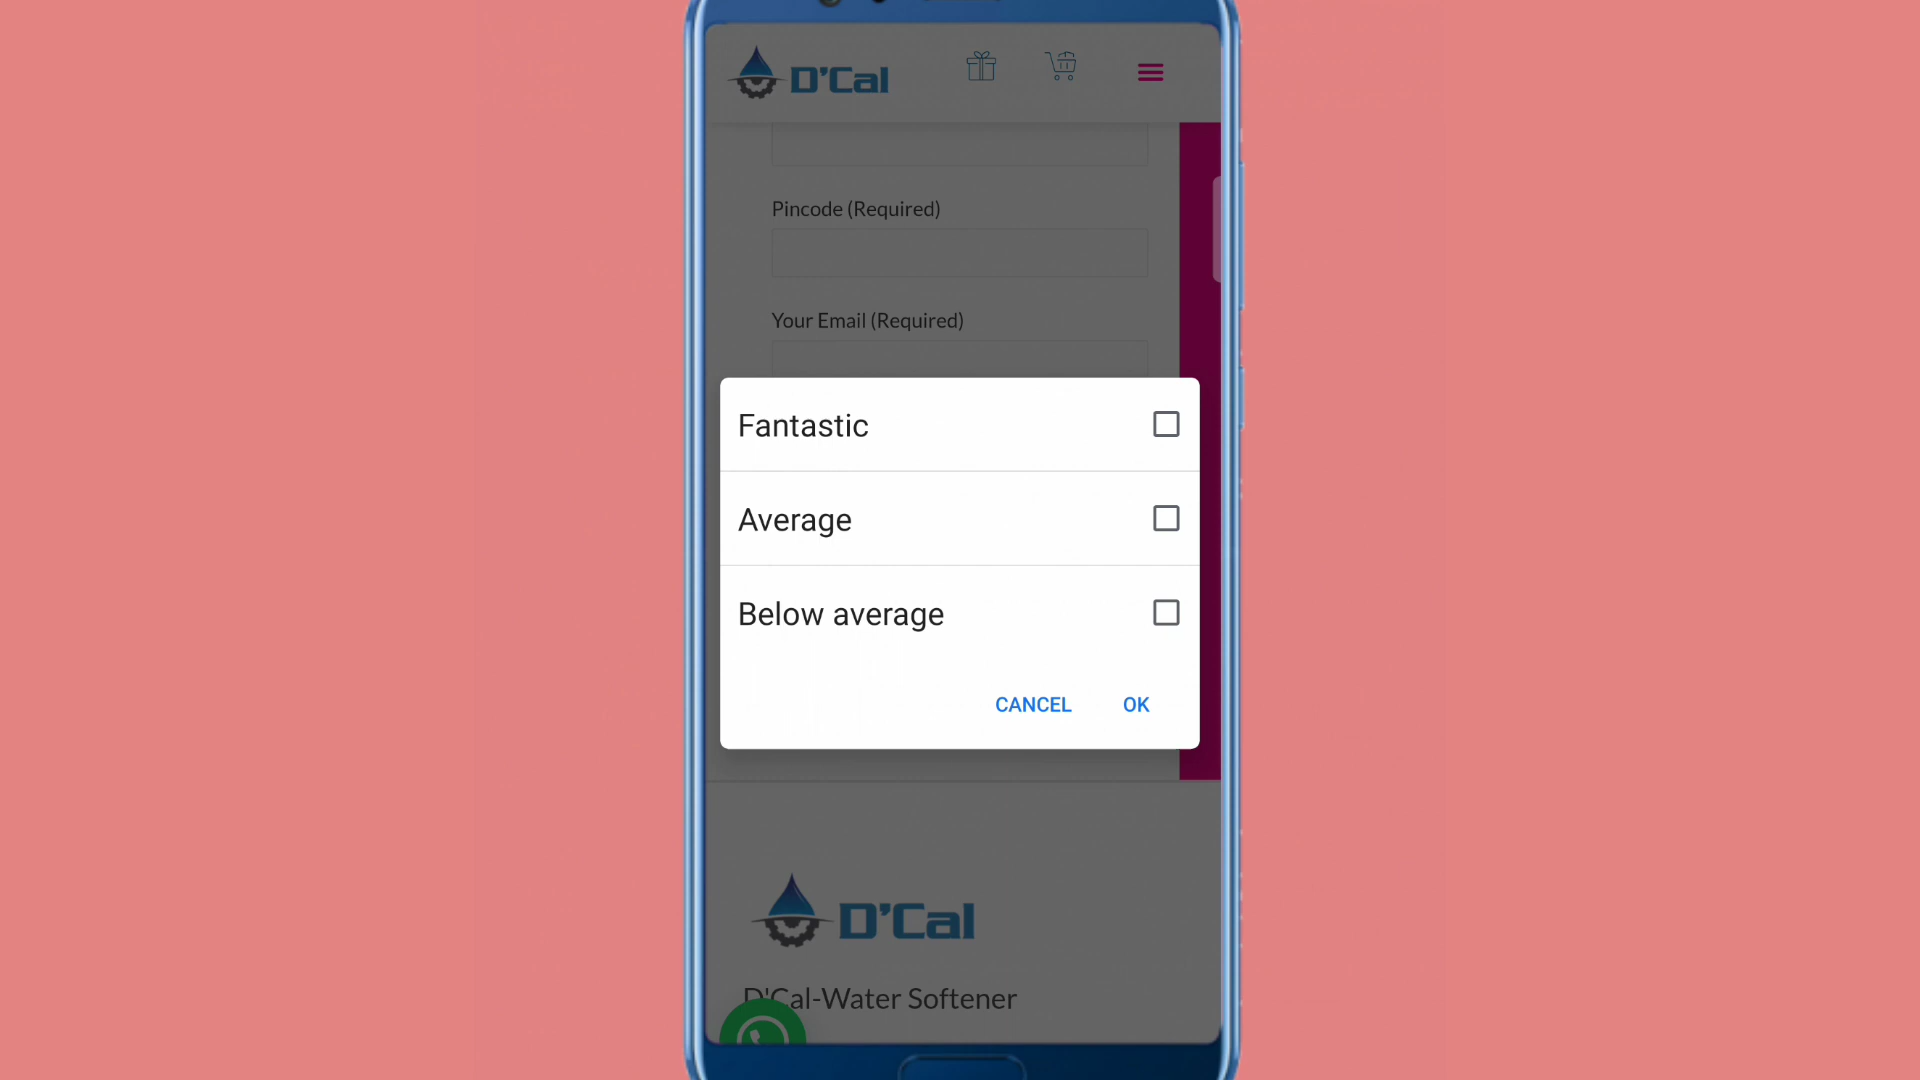 D'Cal
Pincode (Required)
Your Email (Required)
Fantastic
Average
Below average
CANCEL OK
D'Cal
D'Cal-Water Softener